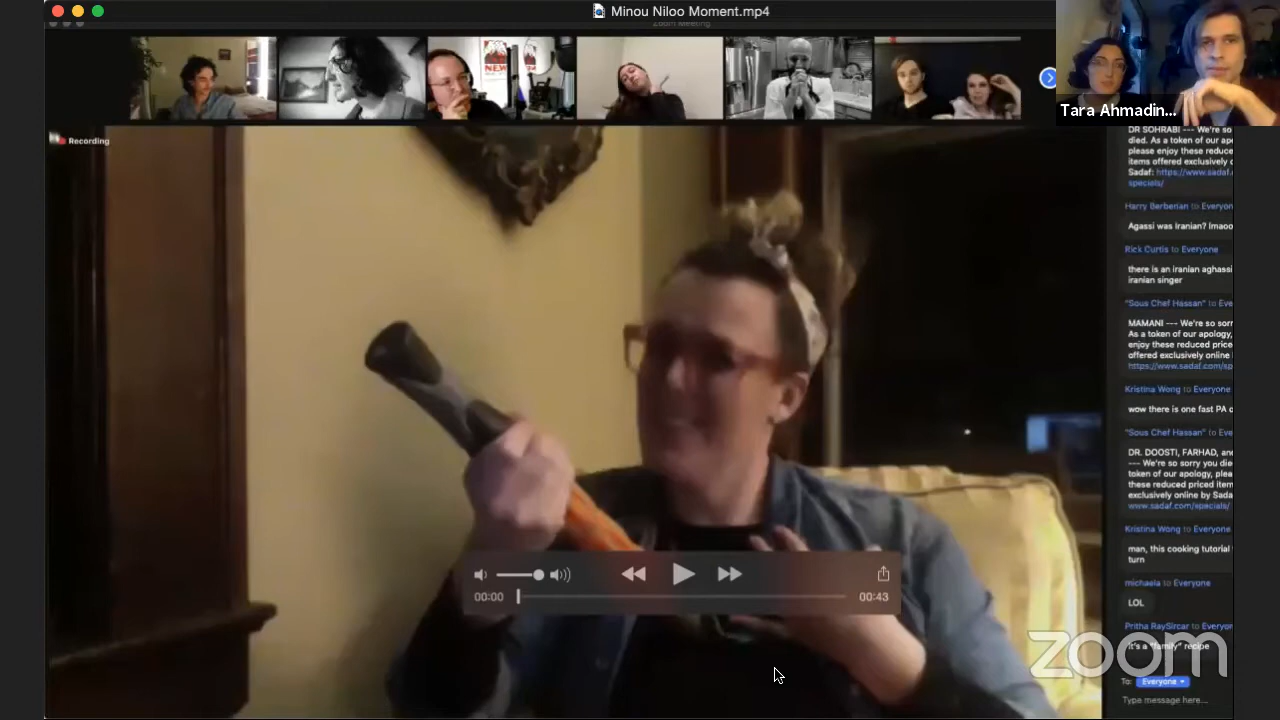 Minou Niloo Moment.mp4
Zoom Meeting
NEW
Tara Ahmadin...
Recording
DR SOHRABI --- We're so
died. As a token of our apo
please enjoy these reduce
items offered exclusively o
Sadaf: https://www.sadaf.
specials/
Harry Berberian to Everyon
Agassi was Iranian? lmaoo
Rick Curtis to Everyone
there is an iranian aghassi
iranian singer
"Sous Chef Hassan" to Eve
MAMANI --- We're so sorr
As a token of our apology,
enjoy these reduced price
offered exclusively online
https://www.sadaf.com/sp
Kristina Wong to Everyone
wow there is one fast PA o
"Sous Chef Hassan" to Eve
DR. DOOSTI, FARHAD, an
--- We're so sorry you die
token of our apology, plea
these reduced priced item
exclusively online by Sada
www.sadaf.com/specials/
Kristina Wong to Everyone
man, this cooking tutorial
turn
michaela to Everyone
LOL
Pritha RaySircar to Everyon
it's a "family" recipe
To: Everyone
Type message here...
00:00
00:43
zoom